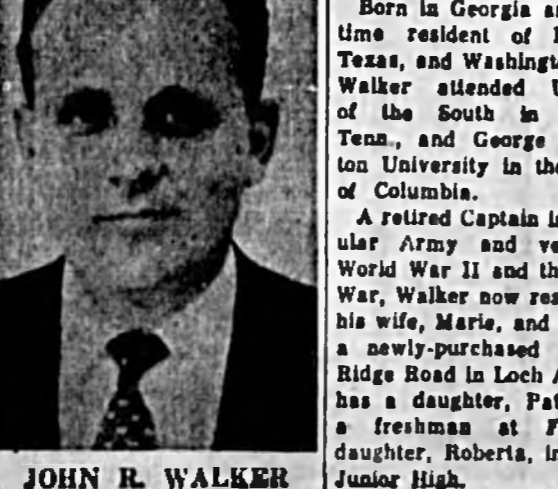 Born in Georgia a
time resident of
Texas, and Washingt
Walker attended U
of the South in
Tenn., and George
ton University in the
of Columbia.
A retired Captain i
ular Army and ve
World War II and th
War, Walker now res
his wife, Marie, and
a newly-purchased
Ridge Road in Loch
has a daughter, Pat
a freshman at F
daughter, Roberta, i
Junior High.
JOHN R. WALKER